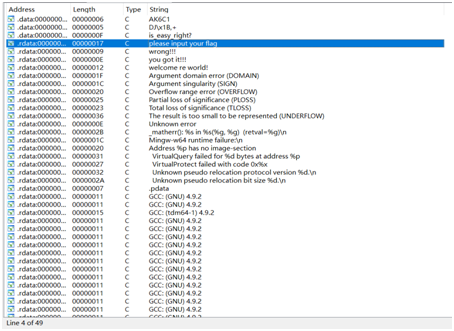 Address Length Type String
.data:0000000... 00000006 C AK6C1
.data:0000000... 00000005 C DJ\x1B,+
.data:0000000... 0000000F C is_easy_right?
.rdata:000000... 00000017 C please input your flag
.rdata:000000... 00000009 C wrong!!!
.rdata:000000... 0000000E C you got it!!!
.rdata:000000... 00000012 C welcome re world!
.rdata:000000... 0000001F C Argument domain error (DOMAIN)
.rdata:000000... 0000001C C Argument singularity (SIGN)
.rdata:000000... 00000020 C Overflow range error (OVERFLOW)
.rdata:000000... 00000025 C Partial loss of significance (PLOSS)
.rdata:000000... 00000023 C Total loss of significance (TLOSS)
.rdata:000000... 00000036 C The result is too small to be represented (UNDERFLOW)
.rdata:000000... 0000000E C Unknown error
.rdata:000000... 0000002B C _matherr(): %s in %s(%g, %g) (retval=%g)\n
.rdata:000000... 0000001C C Mingw-w64 runtime failure:\n
.rdata:000000... 00000020 C Address %p has no image-section
.rdata:000000... 00000031 C VirtualQuery failed for %d bytes at address %p
.rdata:000000... 00000027 C VirtualProtect failed with code 0x%x
.rdata:000000... 00000032 C Unknown pseudo relocation protocol version %d.\n
.rdata:000000... 0000002A C Unknown pseudo relocation bit size %d.\n
.rdata:000000... 00000007 C .pdata
.rdata:000000... 00000011 C GCC: (GNU) 4.9.2
.rdata:000000... 00000011 C GCC: (GNU) 4.9.2
.rdata:000000... 00000015 C GCC: (tdm64-1) 4.9.2
.rdata:000000... 00000011 C GCC: (GNU) 4.9.2
.rdata:000000... 00000011 C GCC: (GNU) 4.9.2
.rdata:000000... 00000011 C GCC: (GNU) 4.9.2
.rdata:000000... 00000011 C GCC: (GNU) 4.9.2
.rdata:000000... 00000011 C GCC: (GNU) 4.9.2
.rdata:000000... 00000011 C GCC: (GNU) 4.9.2
.rdata:000000... 00000011 C GCC: (GNU) 4.9.2
.rdata:000000... 00000011 C GCC: (GNU) 4.9.2
.rdata:000000... 00000011 C GCC: (GNU) 4.9.2
.rdata:000000... 00000011 C GCC: (GNU) 4.9.2
Line 4 of 49